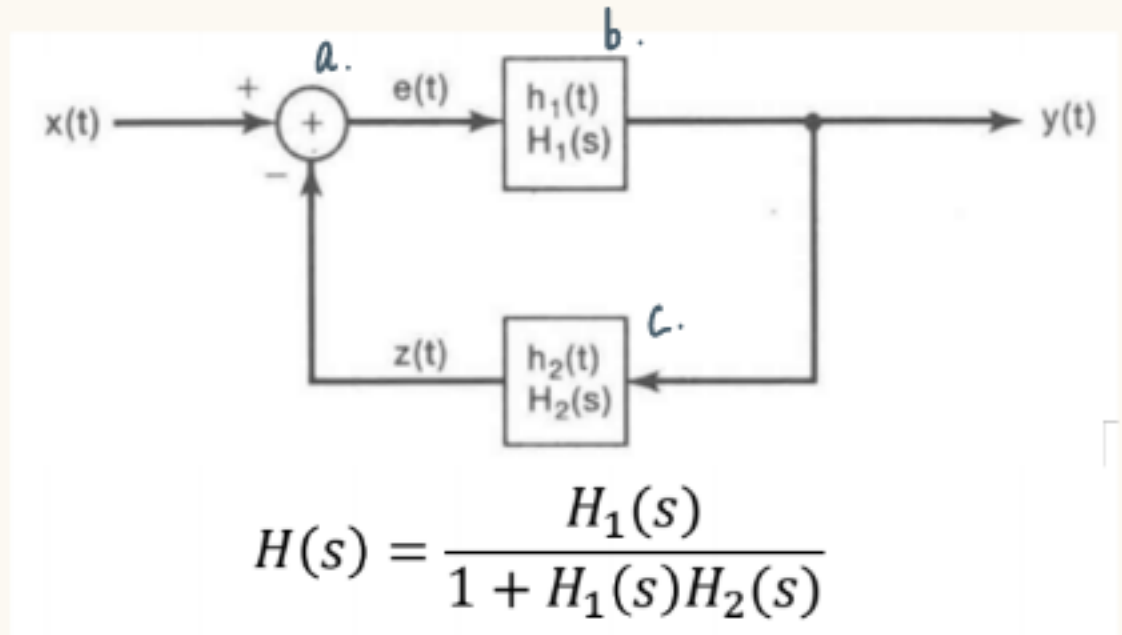 a.
b.
+
e(t)
h₁(t)
x(t)
+
H₁(s)
y(t)
−
c.
z(t)
h₂(t)
H₂(s)
H(s) = H₁(s) / 1 + H₁(s)H₂(s)